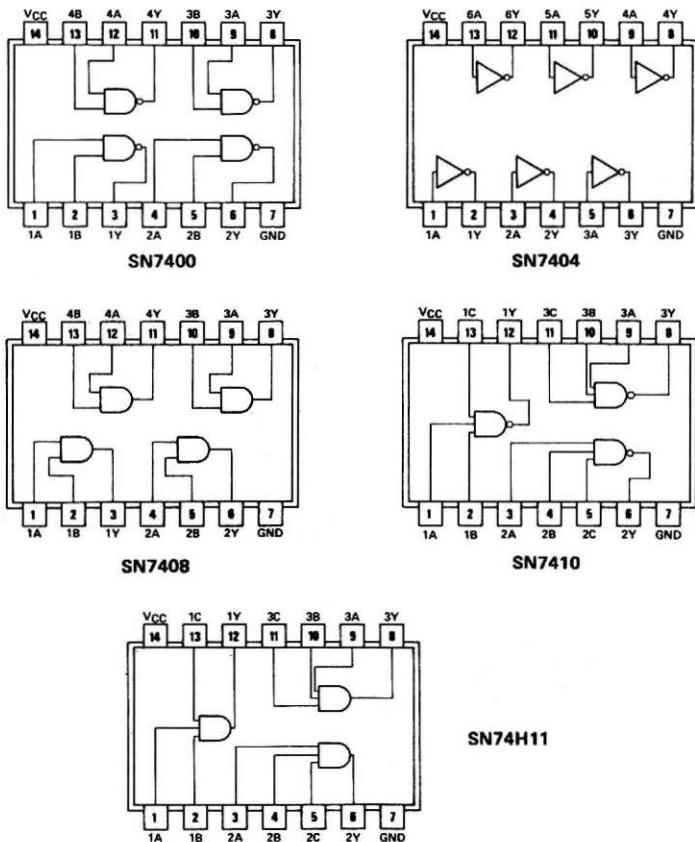 VCC 4B 4A 4Y 3B 3A 3Y
14 13 12 11 10 9 8
1 2 3 4 5 6 7
1A 1B 1Y 2A 2B 2Y GND
SN7400
VCC 6A 6Y 5A 5Y 4A 4Y
14 13 12 11 10 9 8
1 2 3 4 5 6 7
1A 1Y 2A 2Y 3A 3Y GND
SN7404
VCC 4B 4A 4Y 3B 3A 3Y
14 13 12 11 10 9 8
1 2 3 4 5 6 7
1A 1B 1Y 2A 2B 2Y GND
SN7408
VCC 1C 1Y 3C 3B 3A 3Y
14 13 12 11 10 9 8
1 2 3 4 5 6 7
1A 1B 2A 2B 2C 2Y GND
SN7410
VCC 1C 1Y 3C 3B 3A 3Y
14 13 12 11 10 9 8
1 2 3 4 5 6 7
1A 1B 2A 2B 2C 2Y GND
SN74H11